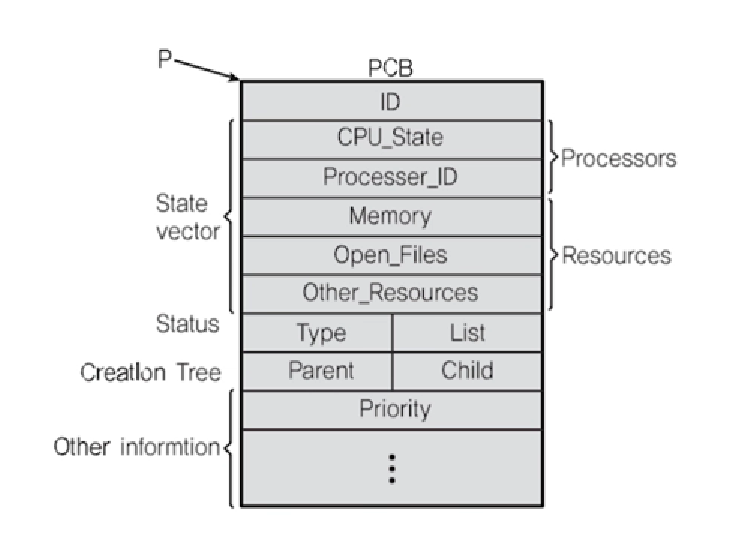 P
PCB
ID
CPU_State
Processer_ID
Processors
State
vector
Memory
Open_Files
Other_Resources
Resources
Status
Type
List
Creation Tree
Parent
Child
Priority
Other informtion